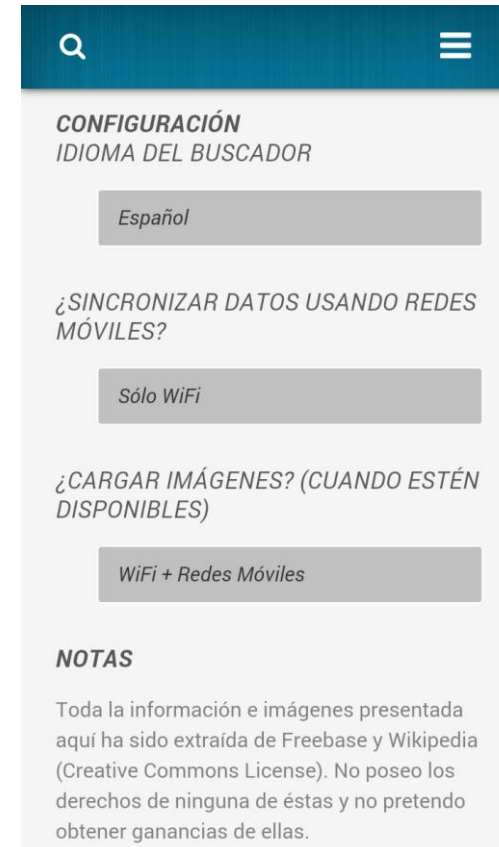 CONFIGURACIÓN
IDIOMA DEL BUSCADOR
Español
¿SINCRONIZAR DATOS USANDO REDES
MÓVILES?
Sólo WiFi
¿CARGAR IMÁGENES? (CUANDO ESTÉN
DISPONIBLES)
WiFi + Redes Móviles
NOTAS
Toda la información e imágenes presentada
aquí ha sido extraída de Freebase y Wikipedia
(Creative Commons License). No poseo los
derechos de ninguna de éstas y no pretendo
obtener ganancias de ellas.